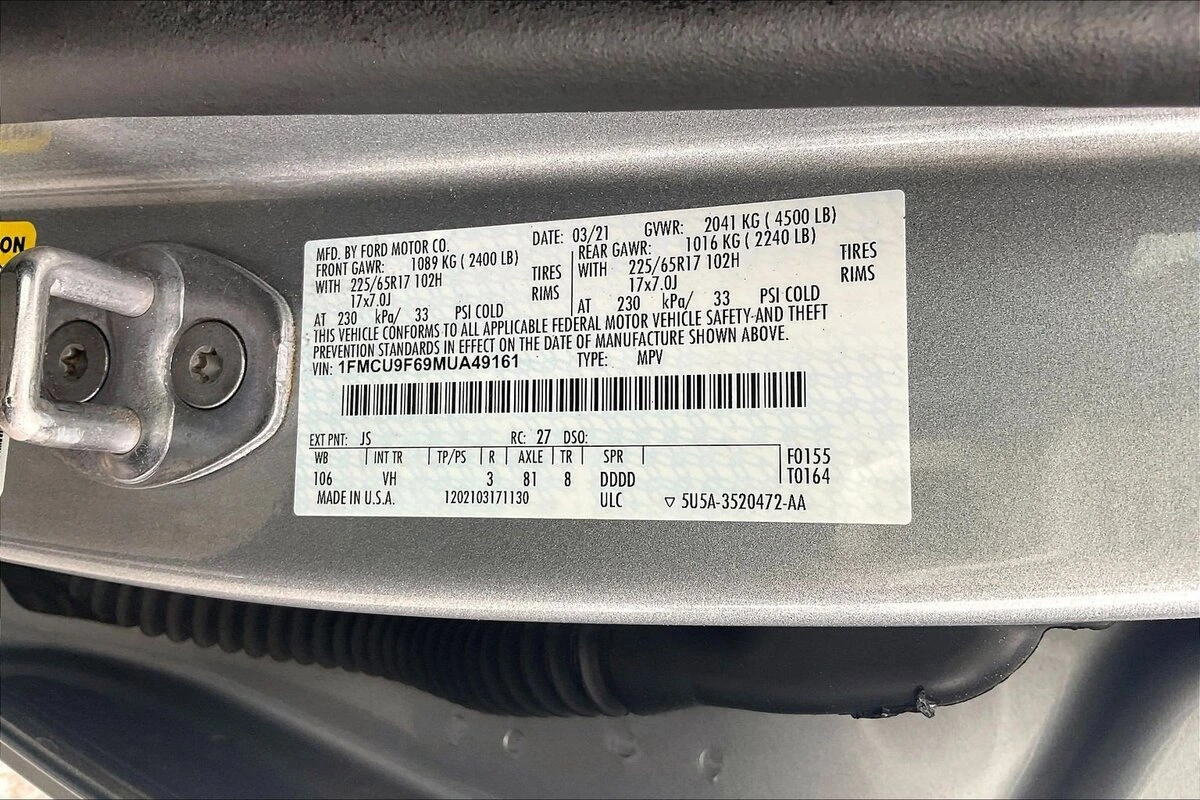 ON
MFD. BY FORD MOTOR CO. DATE: 03/21 GVWR: 2041 KG ( 4500 LB)
FRONT GAWR: 1089 KG ( 2400 LB) REAR GAWR: 1016 KG ( 2240 LB)
WITH 225/65R17 102H TIRES WITH 225/65R17 102H TIRES
17x7.0J RIMS 17x7.0J RIMS
AT 230 kPa/ 33 PSI COLD AT 230 kPa/ 33 PSI COLD
THIS VEHICLE CONFORMS TO ALL APPLICABLE FEDERAL MOTOR VEHICLE SAFETY AND THEFT
PREVENTION STANDARDS IN EFFECT ON THE DATE OF MANUFACTURE SHOWN ABOVE.
VIN: 1FMCU9F69MUA49161 TYPE: MPV
EXT PNT: JS RC: 27 DSO:
WB INT TR TP/PS R AXLE TR SPR F0155
106 VH 3 81 8 DDDD T0164
MADE IN U.S.A. 1202103171130 ULC ▽ 5U5A-3520472-AA